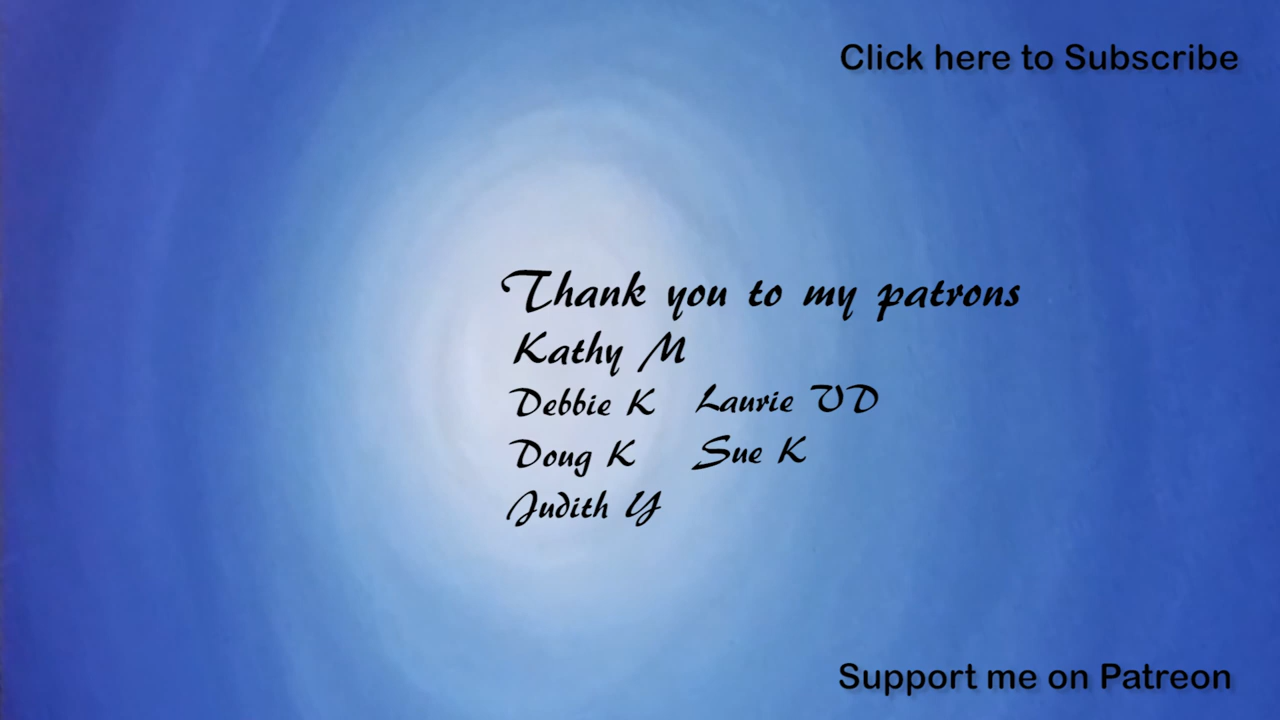 Click here to Subscribe
Thank you to my patrons
Kathy M
Debbie K Laurie VD
Doug K Sue K
Judith Y
Support me on Patreon